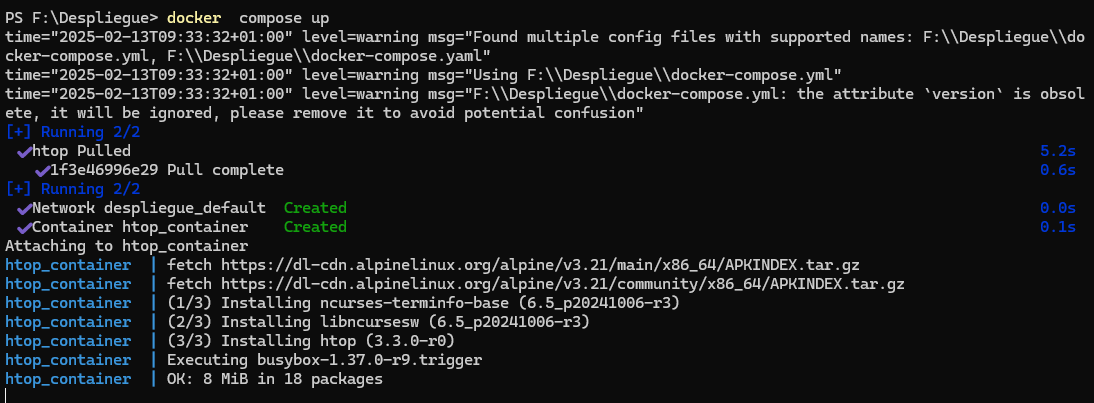 PS F:\Despliegue> docker  compose up
time="2025-02-13T09:33:32+01:00" level=warning msg="Found multiple config files with supported names: F:\\Despliegue\\do
cker-compose.yml, F:\\Despliegue\\docker-compose.yaml"
time="2025-02-13T09:33:32+01:00" level=warning msg="Using F:\\Despliegue\\docker-compose.yml"
time="2025-02-13T09:33:32+01:00" level=warning msg="F:\\Despliegue\\docker-compose.yml: the attribute `version` is obsol
ete, it will be ignored, please remove it to avoid potential confusion"
[+] Running 2/2
 ✔htop Pulled 5.2s
   ✔1f3e46996e29 Pull complete 0.6s
[+] Running 2/2
 ✔Network despliegue_default  Created 0.0s
 ✔Container htop_container    Created 0.1s
Attaching to htop_container
htop_container  | fetch https://dl-cdn.alpinelinux.org/alpine/v3.21/main/x86_64/APKINDEX.tar.gz
htop_container  | fetch https://dl-cdn.alpinelinux.org/alpine/v3.21/community/x86_64/APKINDEX.tar.gz
htop_container  | (1/3) Installing ncurses-terminfo-base (6.5_p20241006-r3)
htop_container  | (2/3) Installing libncursesw (6.5_p20241006-r3)
htop_container  | (3/3) Installing htop (3.3.0-r0)
htop_container  | Executing busybox-1.37.0-r9.trigger
htop_container  | OK: 8 MiB in 18 packages